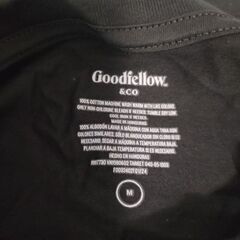 Goodfellow™
& CO
100% COTTON MACHINE WASH WARM WITH LIKE COLORS.
ONLY NON-CHLORINE BLEACH IF NEEDED. TUMBLE DRY LOW.
COOL IRON IF NEEDED.
MADE IN HONDURAS
100% ALGODÓN LAVAR A MÁQUINA CON AGUA TIBIA CON
COLORES SIMILARES. SÓLO BLANQUEADOR SIN CLORO SI ES
NECESARIO. SECAR A MÁQUINA A BAJA TEMPERATURA.
PLANCHAR A BAJA TEMPERATURA SI ES NECESARIO.
HECHO EN HONDURAS
M